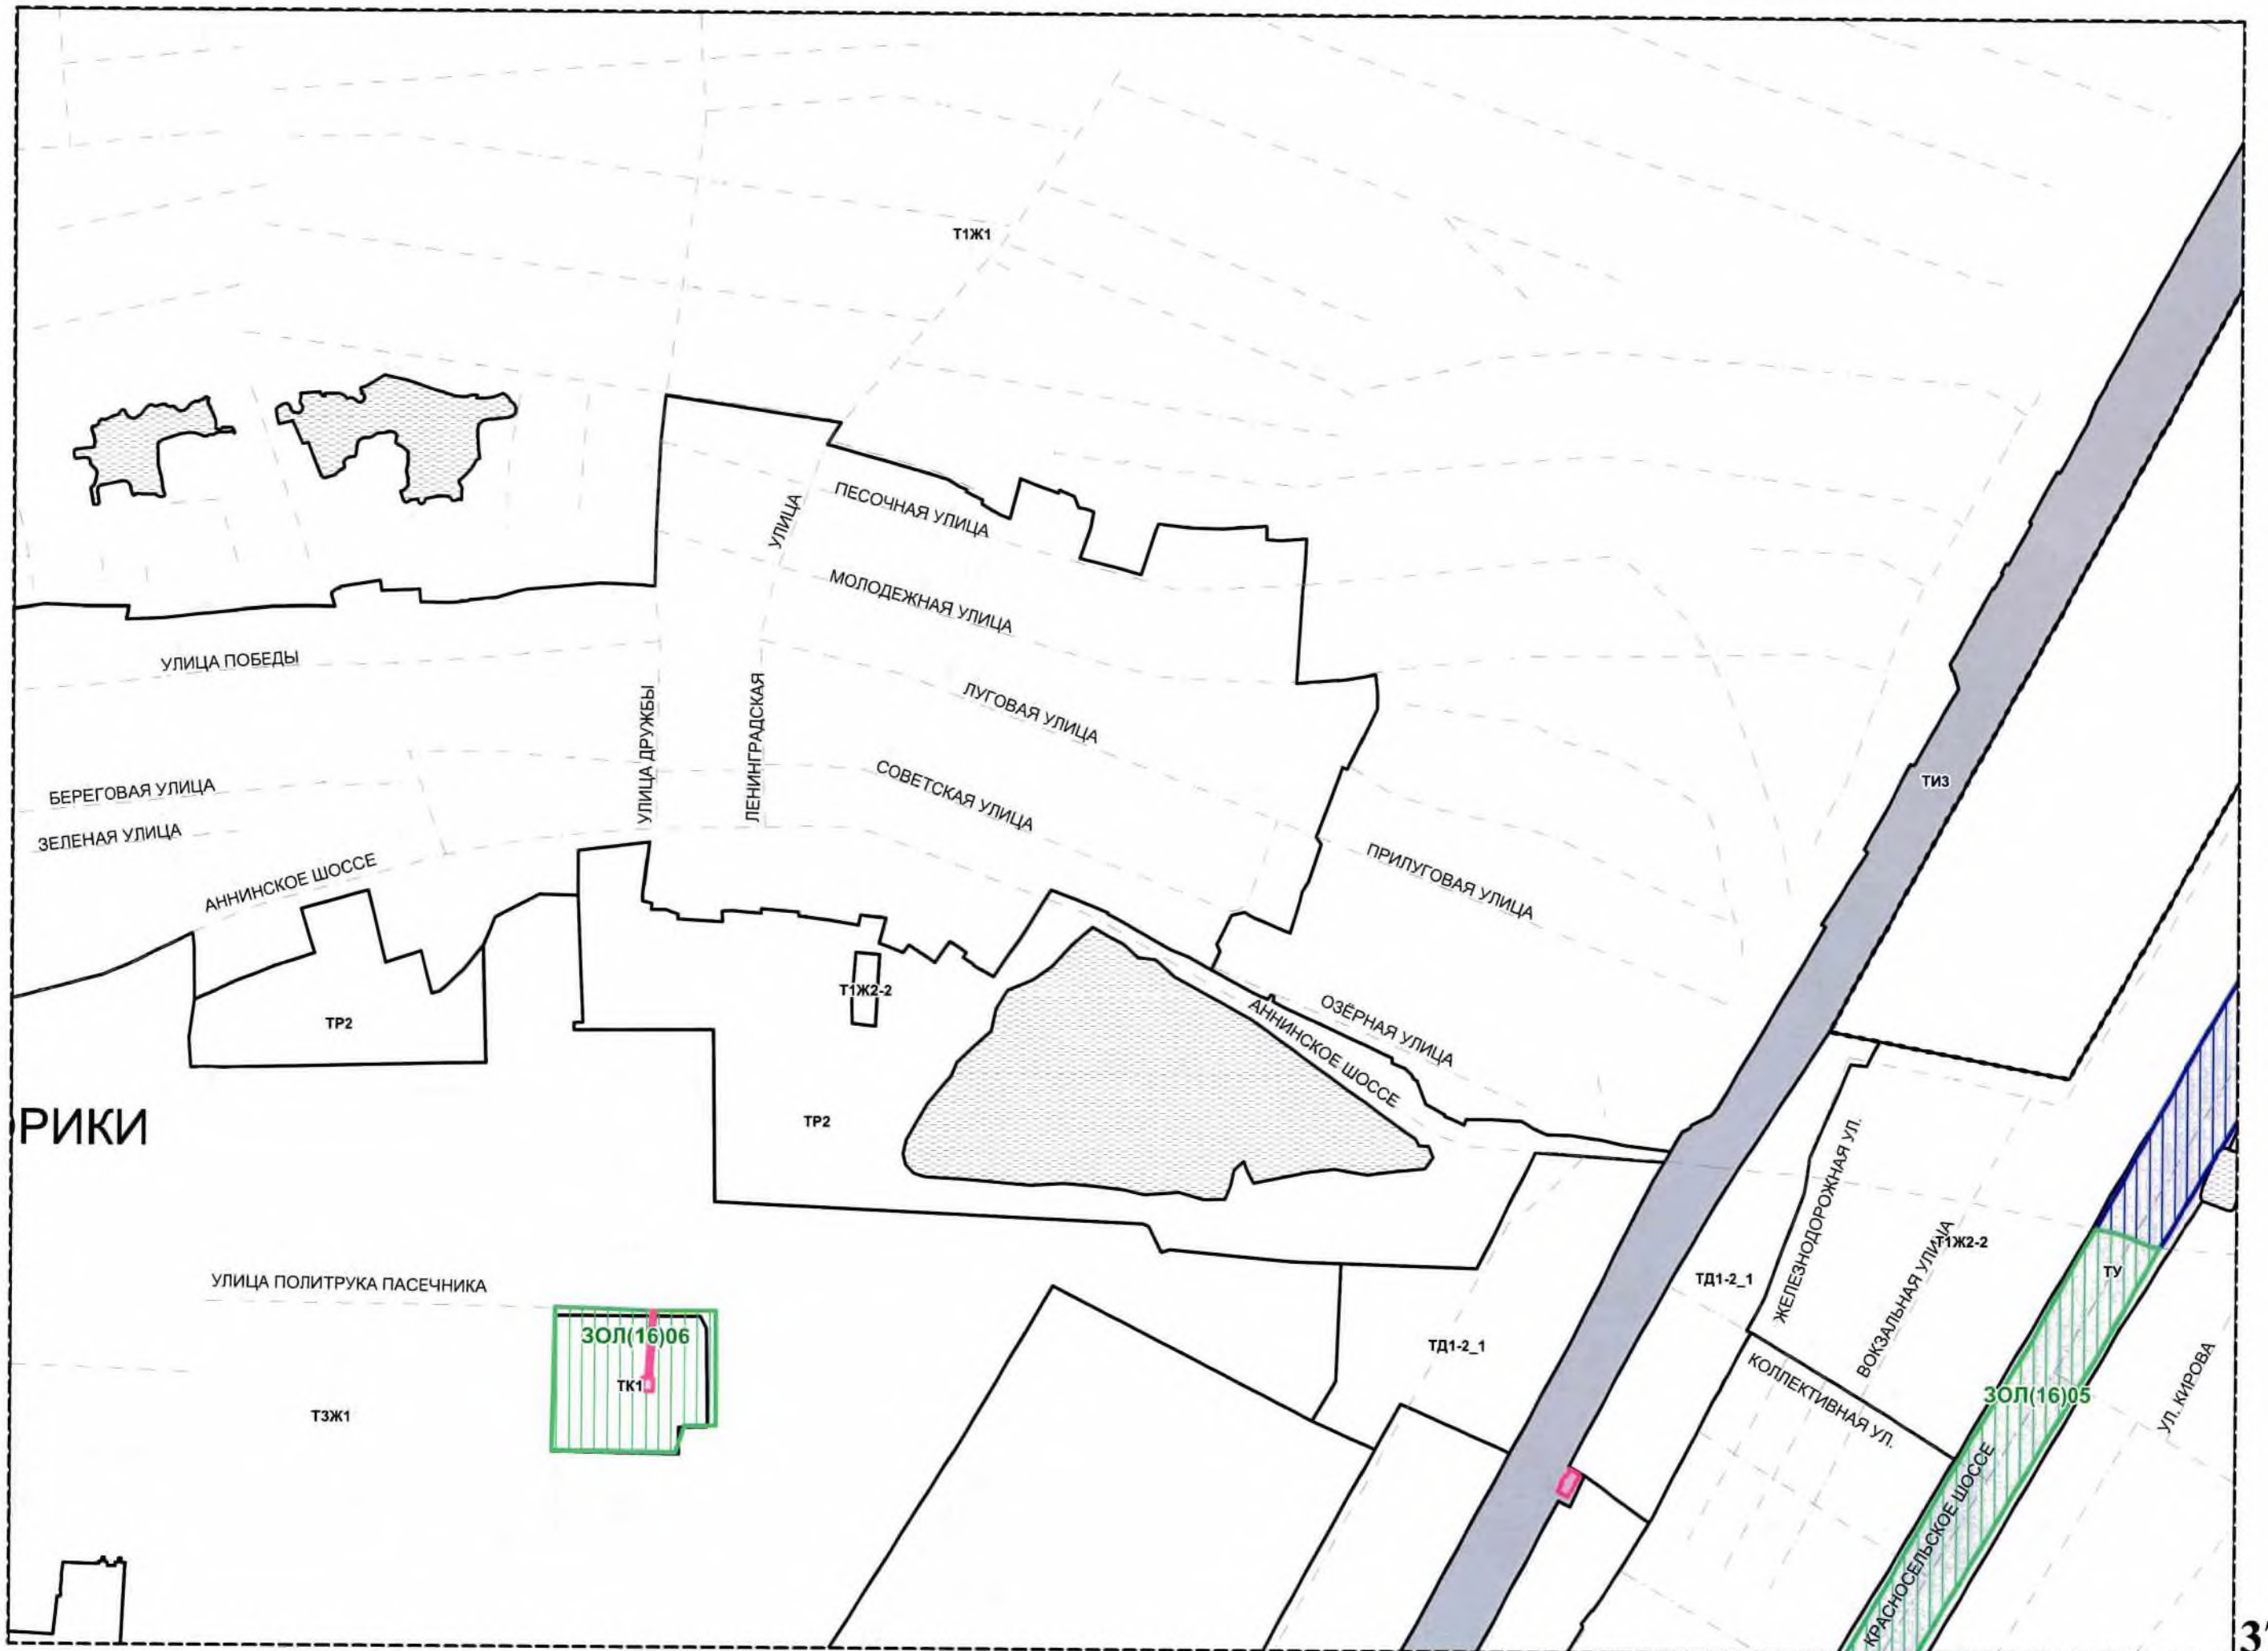 Т1Ж1
ПЕСОЧНАЯ УЛИЦА
УЛИЦА
МОЛОДЕЖНАЯ УЛИЦА
УЛИЦА ПОБЕДЫ
ЛУГОВАЯ УЛИЦА
УЛИЦА ДРУЖБЫ
ЛЕНИНГРАДСКАЯ
СОВЕТСКАЯ УЛИЦА
ТИ3
БЕРЕГОВАЯ УЛИЦА
ЗЕЛЕНАЯ УЛИЦА
АННИНСКОЕ ШОССЕ
ПРИЛУГОВАЯ УЛИЦА
Т1Ж2-2
ТР2
ОЗЁРНАЯ УЛИЦА
АННИНСКОЕ ШОССЕ
РИКИ
ТР2
ЖЕЛЕЗНОДОРОЖНАЯ УЛ.
ВОКЗАЛЬНАЯ УЛИЦА
Т1Ж2-2
ТУ
ТД1-2_1
УЛИЦА ПОЛИТРУКА ПАСЕЧНИКА
ЗОЛ(16)06
ТД1-2_1
ТК1
КОЛЛЕКТИВНАЯ УЛ.
ЗОЛ(16)05
УЛ. КИРОВА
Т3Ж1
КРАСНОСЕЛЬСКОЕ ШОССЕ